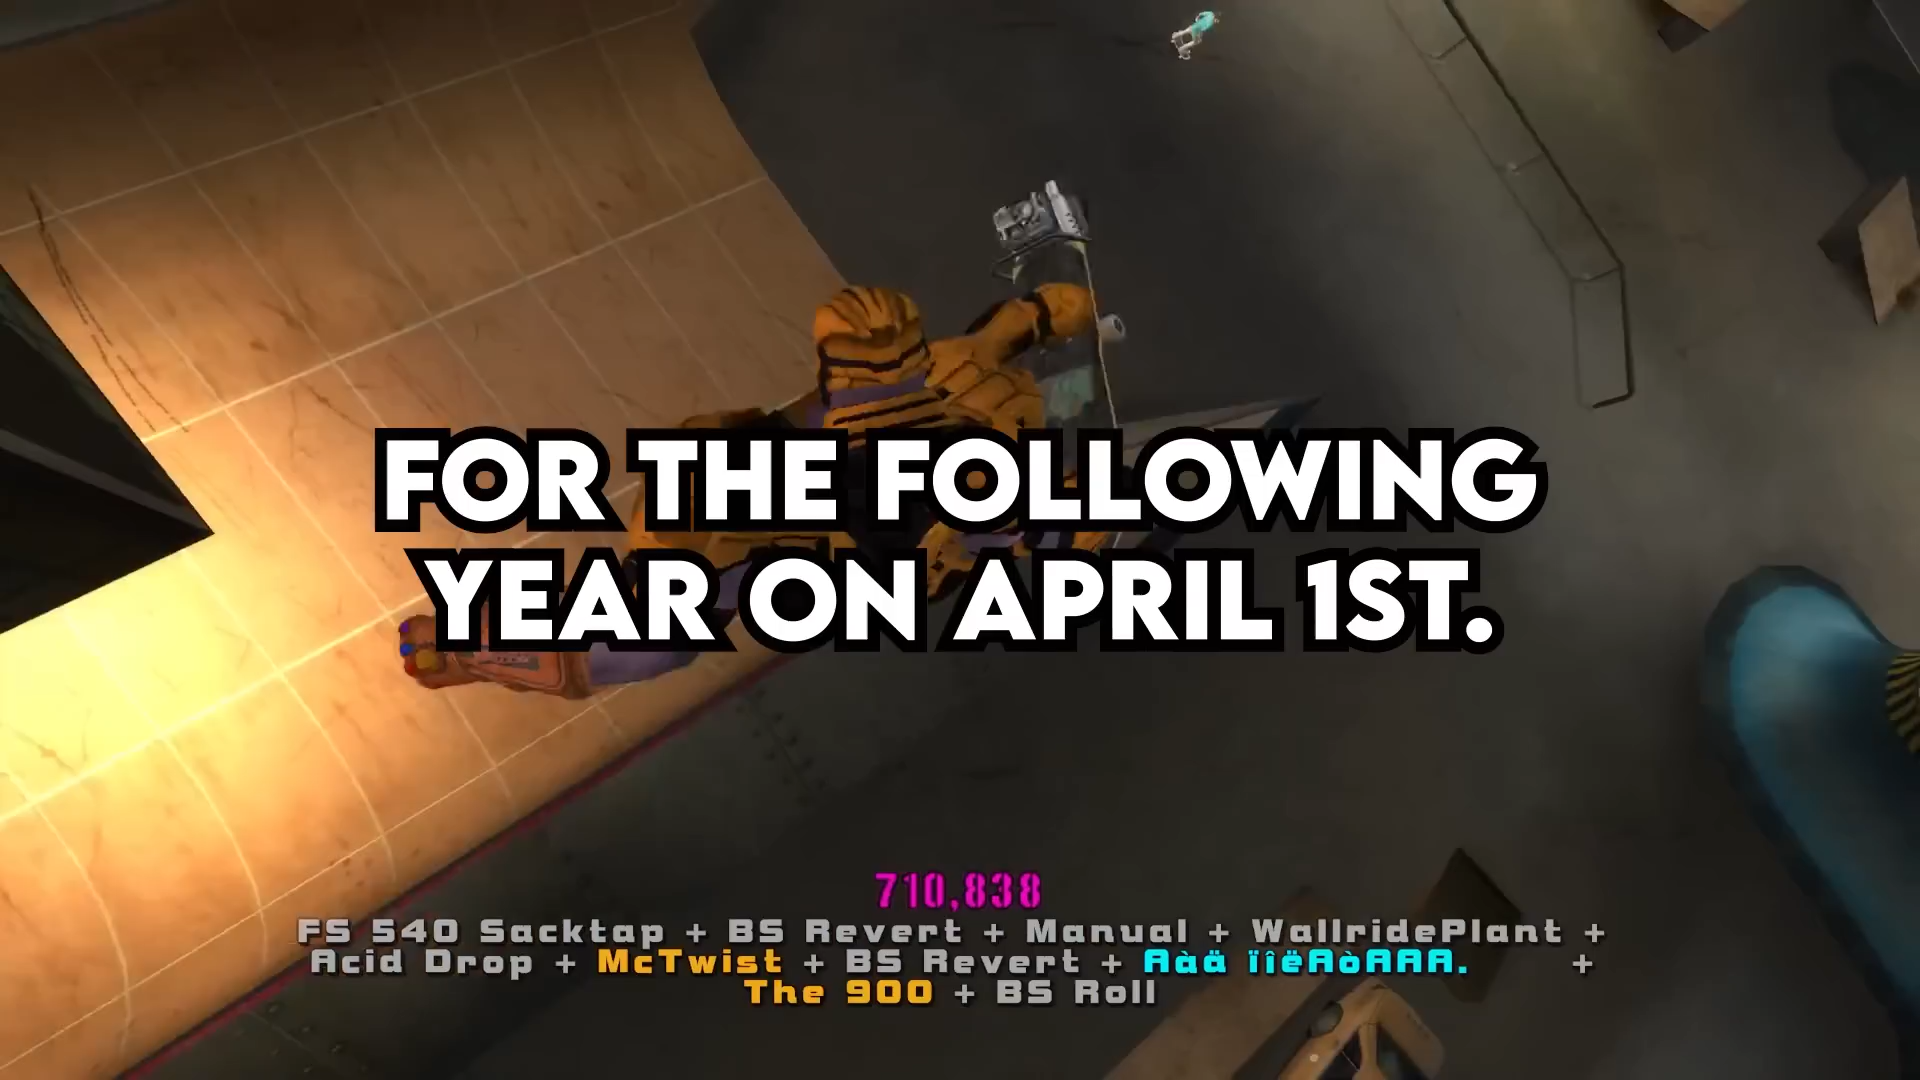 FOR THE FOLLOWING
YEAR ON APRIL 1ST.
710,838
FS 540 Sacktap + BS Revert + Manual + WallridePlant +
Acid Drop + McTwist + BS Revert + Aàä ïîëAòAAA. +
The 900 + BS Roll